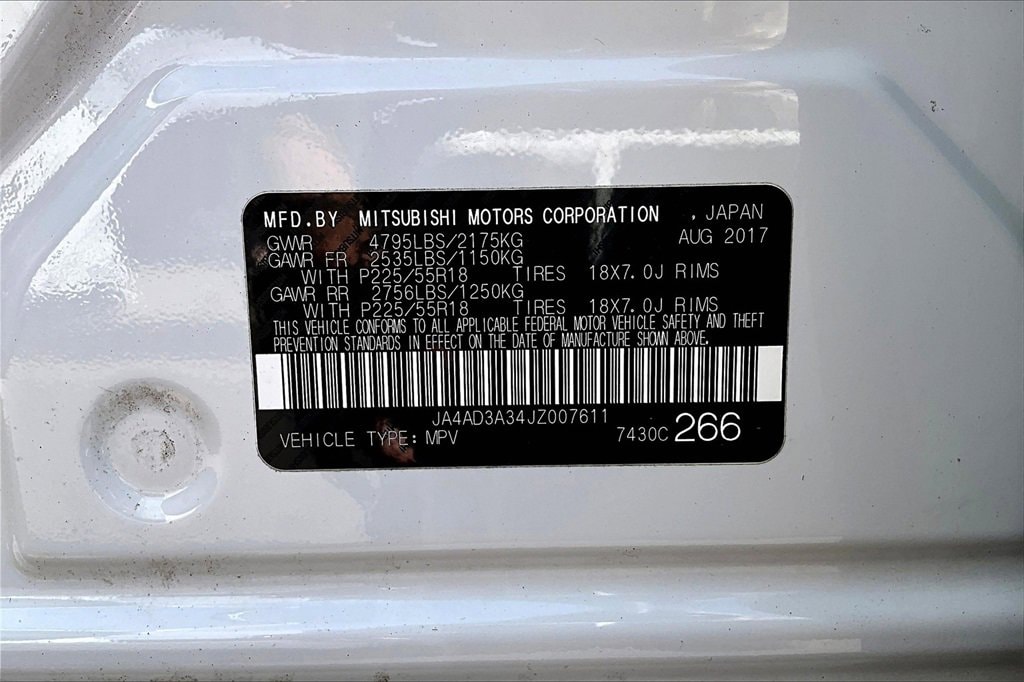 MFD.BY MITSUBISHI MOTORS CORPORATION . JAPAN
GVWR 4795LBS/2175KG AUG 2017
GAWR FR 2535LBS/1150KG
WITH P225/55R18 TIRES 18X7.0J RIMS
GAWR RR 2756LBS/1250KG
WITH P225/55R18 TIRES 18X7.0J RIMS
THIS VEHICLE CONFORMS TO ALL APPLICABLE FEDERAL MOTOR VEHICLE SAFETY AND THEFT
PREVENTION STANDARDS IN EFFECT ON THE DATE OF MANUFACTURE SHOWN ABOVE.
JA4AD3A34JZ007611
VEHICLE TYPE: MPV 7430C 266